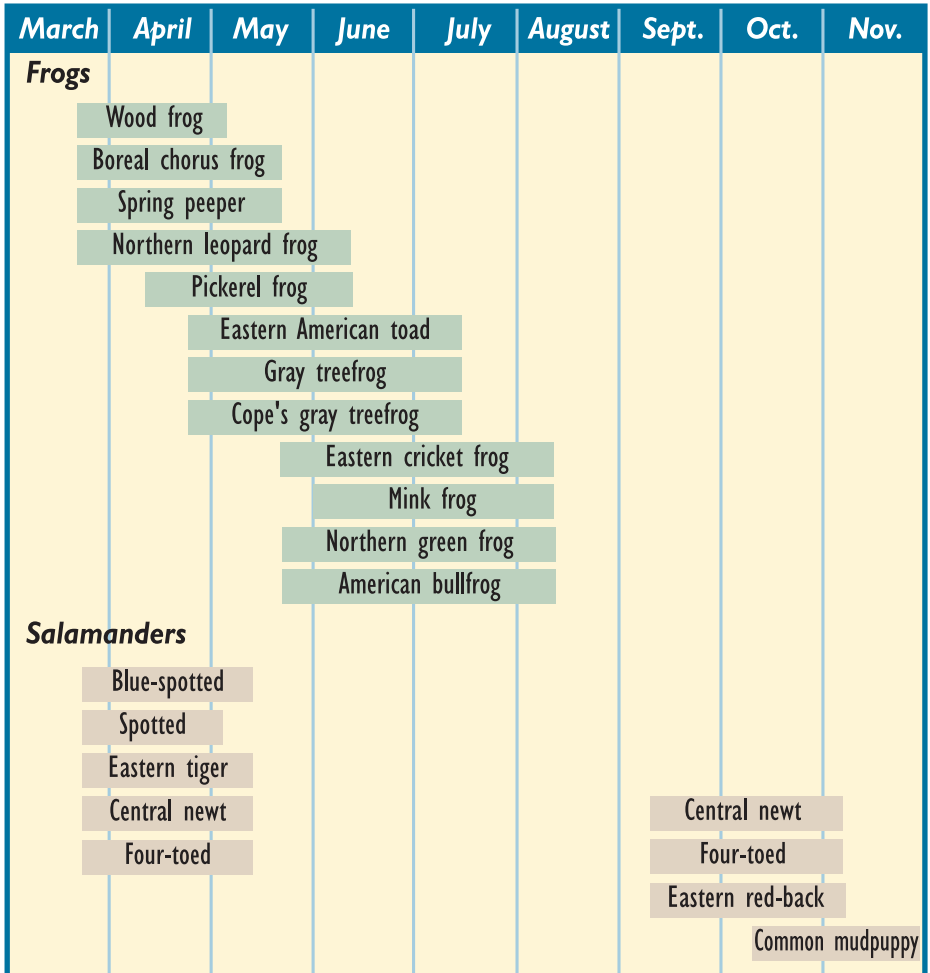 March April May June July August Sept. Oct. Nov.
Frogs
Wood frog
Boreal chorus frog
Spring peeper
Northern leopard frog
Pickerel frog
Eastern American toad
Gray treefrog
Cope's gray treefrog
Eastern cricket frog
Mink frog
Northern green frog
American bullfrog
Salamanders
Blue-spotted
Spotted
Eastern tiger
Central newt Central newt
Four-toed Four-toed
Eastern red-back
Common mudpuppy